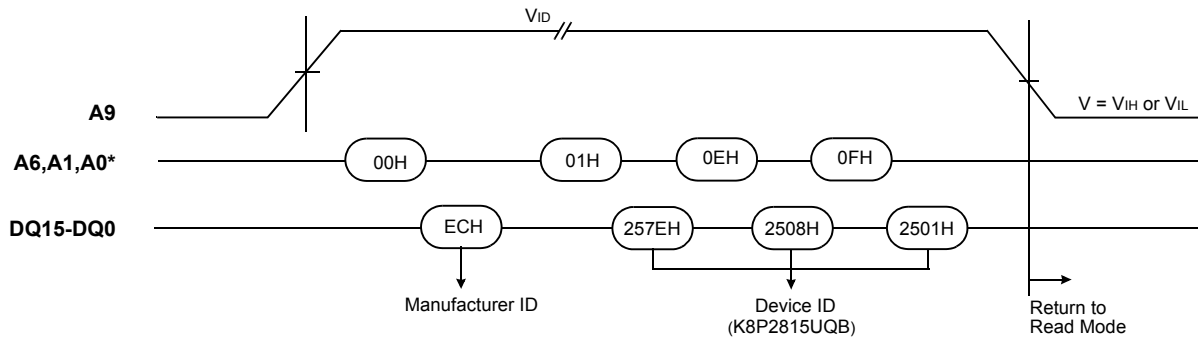 VID
A9
V = VIH or VIL
A6,A1,A0*
00H
01H
0EH
0FH
DQ15-DQ0
ECH
257EH
2508H
2501H
Manufacturer ID
Device ID
(K8P2815UQB)
Return to
Read Mode